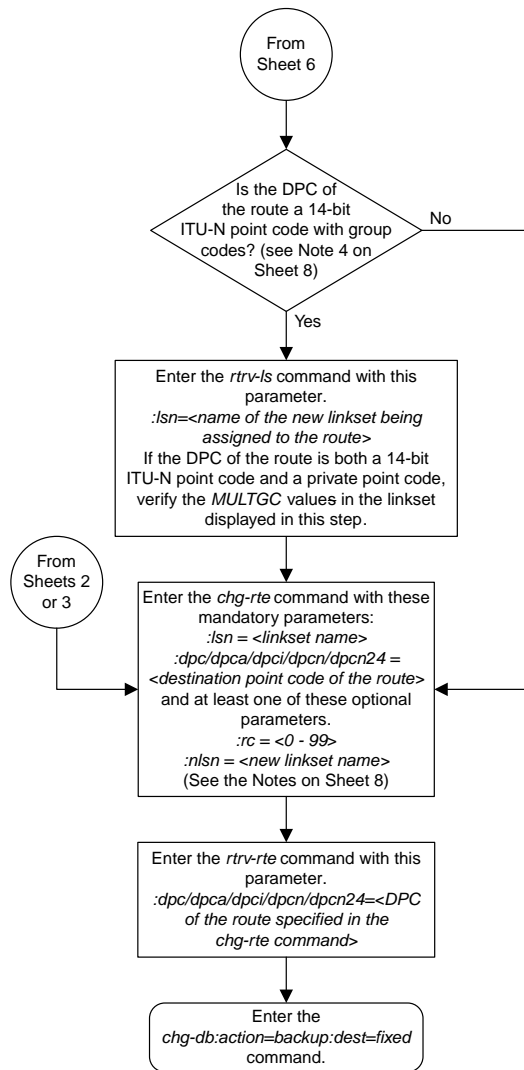 From
Sheet 6
Is the DPC of
the route a 14-bit
ITU-N point code with group
codes? (see Note 4 on
Sheet 8)
No
Yes
Enter the rtrv-ls command with this
parameter.
:lsn=<name of the new linkset being
assigned to the route>
If the DPC of the route is both a 14-bit
ITU-N point code and a private point code,
verify the MULTGC values in the linkset
displayed in this step.
From
Sheets 2
or 3
Enter the chg-rte command with these
mandatory parameters:
:lsn = <linkset name>
:dpc/dpca/dpci/dpcn/dpcn24 =
<destination point code of the route>
and at least one of these optional
parameters.
:rc = <0 - 99>
:nlsn = <new linkset name>
(See the Notes on Sheet 8)
Enter the rtrv-rte command with this
parameter.
:dpc/dpca/dpci/dpcn/dpcn24=<DPC
of the route specified in the
chg-rte command>
Enter the
chg-db:action=backup:dest=fixed
command.